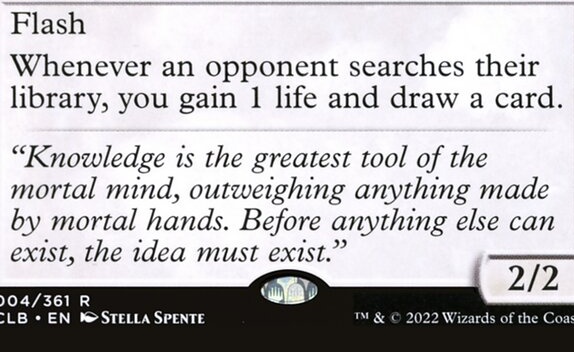 Flash
Whenever an opponent searches their
library, you gain 1 life and draw a card.
“Knowledge is the greatest tool of the
mortal mind, outweighing anything made
by mortal hands. Before anything else can
exist, the idea must exist.”
2/2
004/361 R
CLB • EN STELLA SPENTE
™ & © 2022 Wizards of the Coas